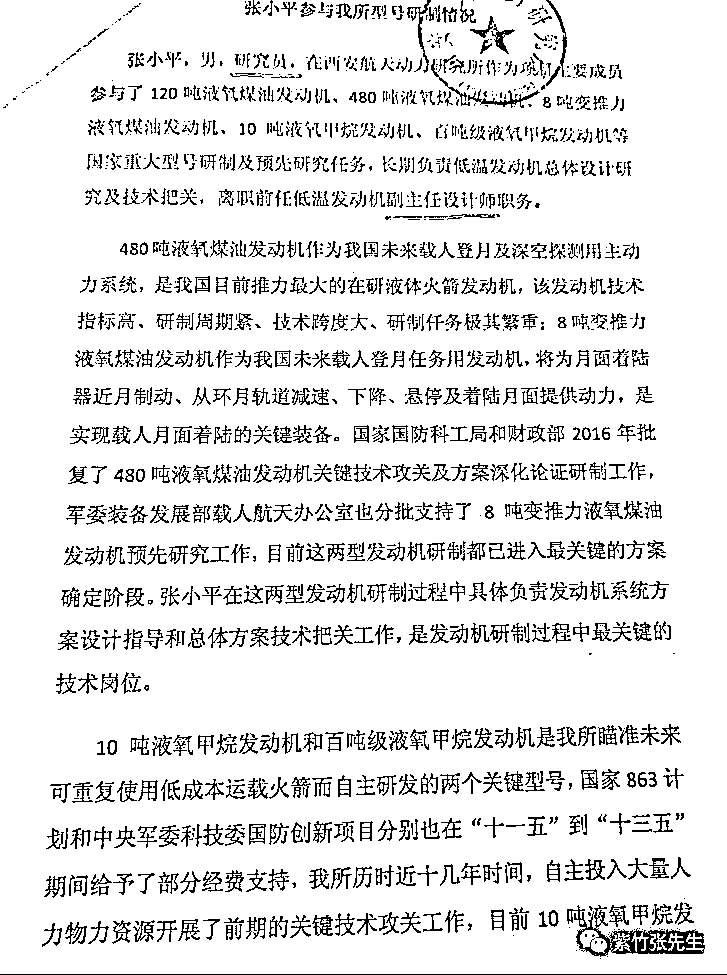 张小平参与我所型号研制情况
张小平，男，研究员，在西安航天动力研究所作为项目主要成员
参与了 120 吨液氧煤油发动机、480 吨液氧煤油发动机、8 吨变推力
液氧煤油发动机、10 吨液氧甲烷发动机、百吨级液氧甲烷发动机等
国家重大型号研制及预先研究任务，长期负责低温发动机总体设计研
究及技术把关，离职前任低温发动机副主任设计师职务。
480 吨液氧煤油发动机作为我国未来载人登月及深空探测用主动
力系统，是我国目前推力最大的在研液体火箭发动机，该发动机技术
指标高、研制周期紧、技术跨度大、研制任务极其繁重；8 吨变推力
液氧煤油发动机作为我国未来载人登月任务用发动机，将为月面着陆
器近月制动、从环月轨道减速、下降、悬停及着陆月面提供动力，是
实现载人月面着陆的关键装备。国家国防科工局和财政部 2016 年批
复了 480 吨液氧煤油发动机关键技术攻关及方案深化论证研制工作，
军委装备发展部载人航天办公室也分批支持了 8 吨变推力液氧煤油
发动机预先研究工作，目前这两型发动机研制都已进入最关键的方案
确定阶段。张小平在这两型发动机研制过程中具体负责发动机系统方
案设计指导和总体方案技术把关工作，是发动机研制过程中最关键的
技术岗位。
10 吨液氧甲烷发动机和百吨级液氧甲烷发动机是我所瞄准未来
可重复使用低成本运载火箭而自主研发的两个关键型号，国家 863 计
划和中央军委科技委国防创新项目分别也在“十一五”到“十三五”
期间给予了部分经费支持，我所历时近十几年时间，自主投入大量人
力物力资源开展了前期的关键技术攻关工作，目前 10 吨液氧甲烷发
紫竹张先生